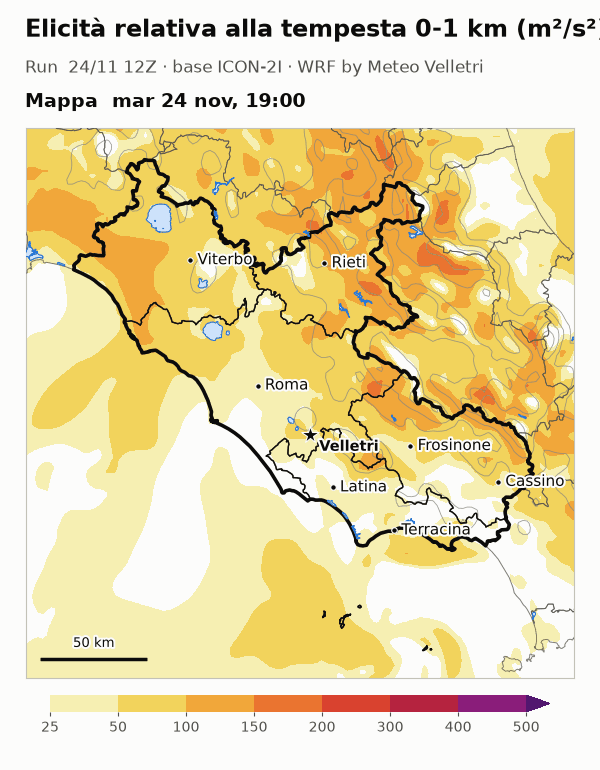 Elicità relativa alla tempesta 0-1 km (m²/s²)
Run  24/11 12Z · base ICON-2I · WRF by Meteo Velletri
Mappa  mar 24 nov, 19:00
Viterbo
Rieti
Roma
Velletri
Frosinone
Cassino
Latina
Terracina
50 km
25 50 100 150 200 300 400 500